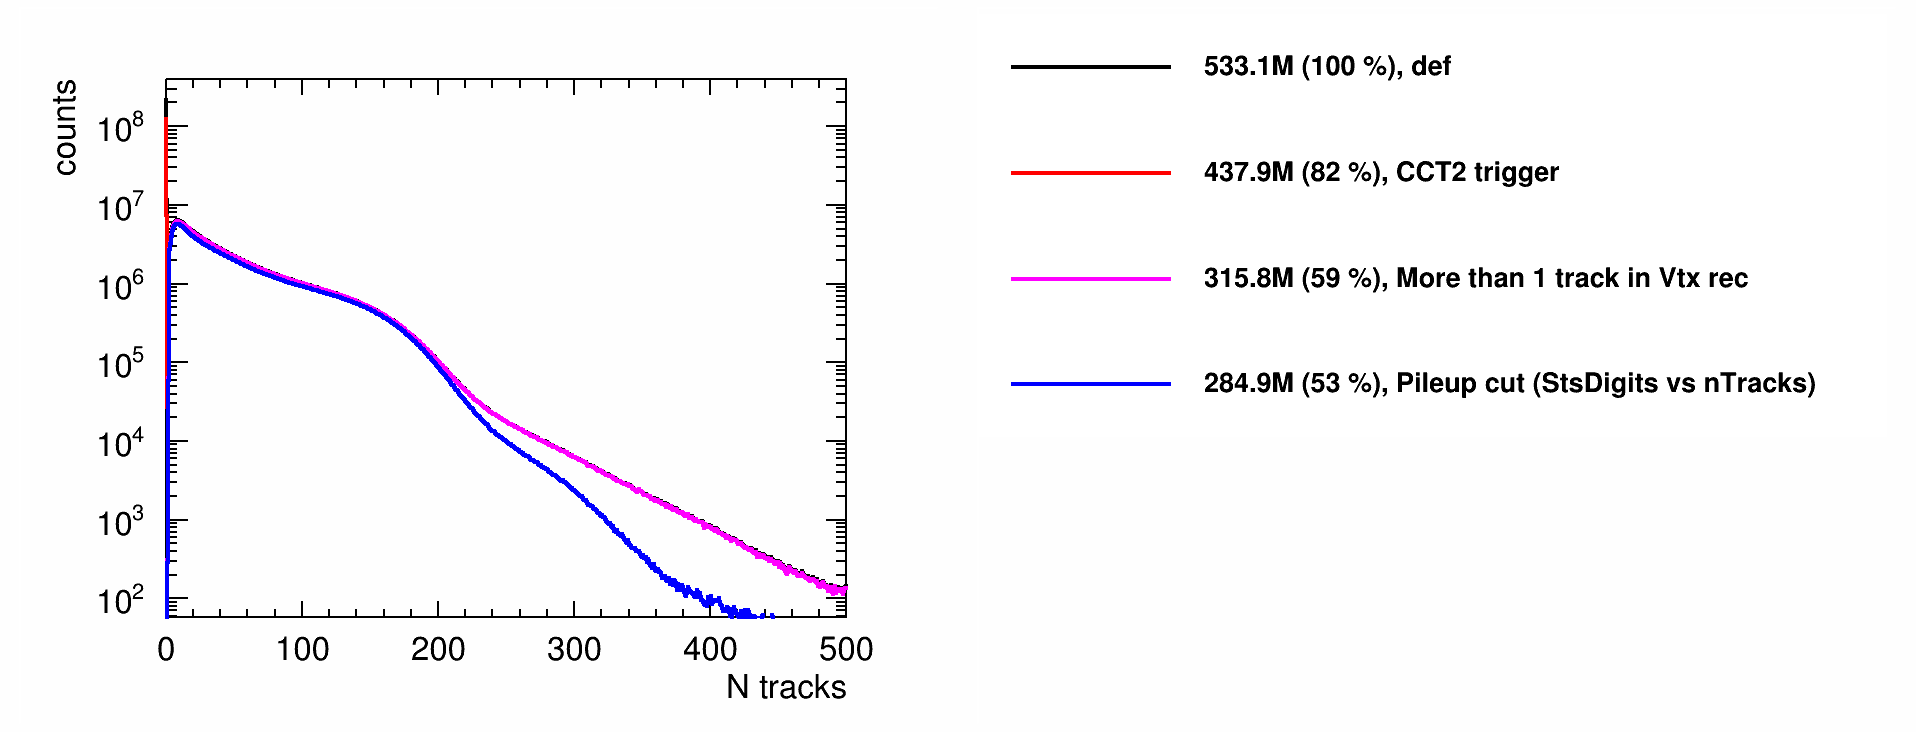 counts
10^8
10^7
10^6
10^5
10^4
10^3
10^2
0 100 200 300 400 500
N tracks
533.1M (100 %), def
437.9M (82 %), CCT2 trigger
315.8M (59 %), More than 1 track in Vtx rec
284.9M (53 %), Pileup cut (StsDigits vs nTracks)